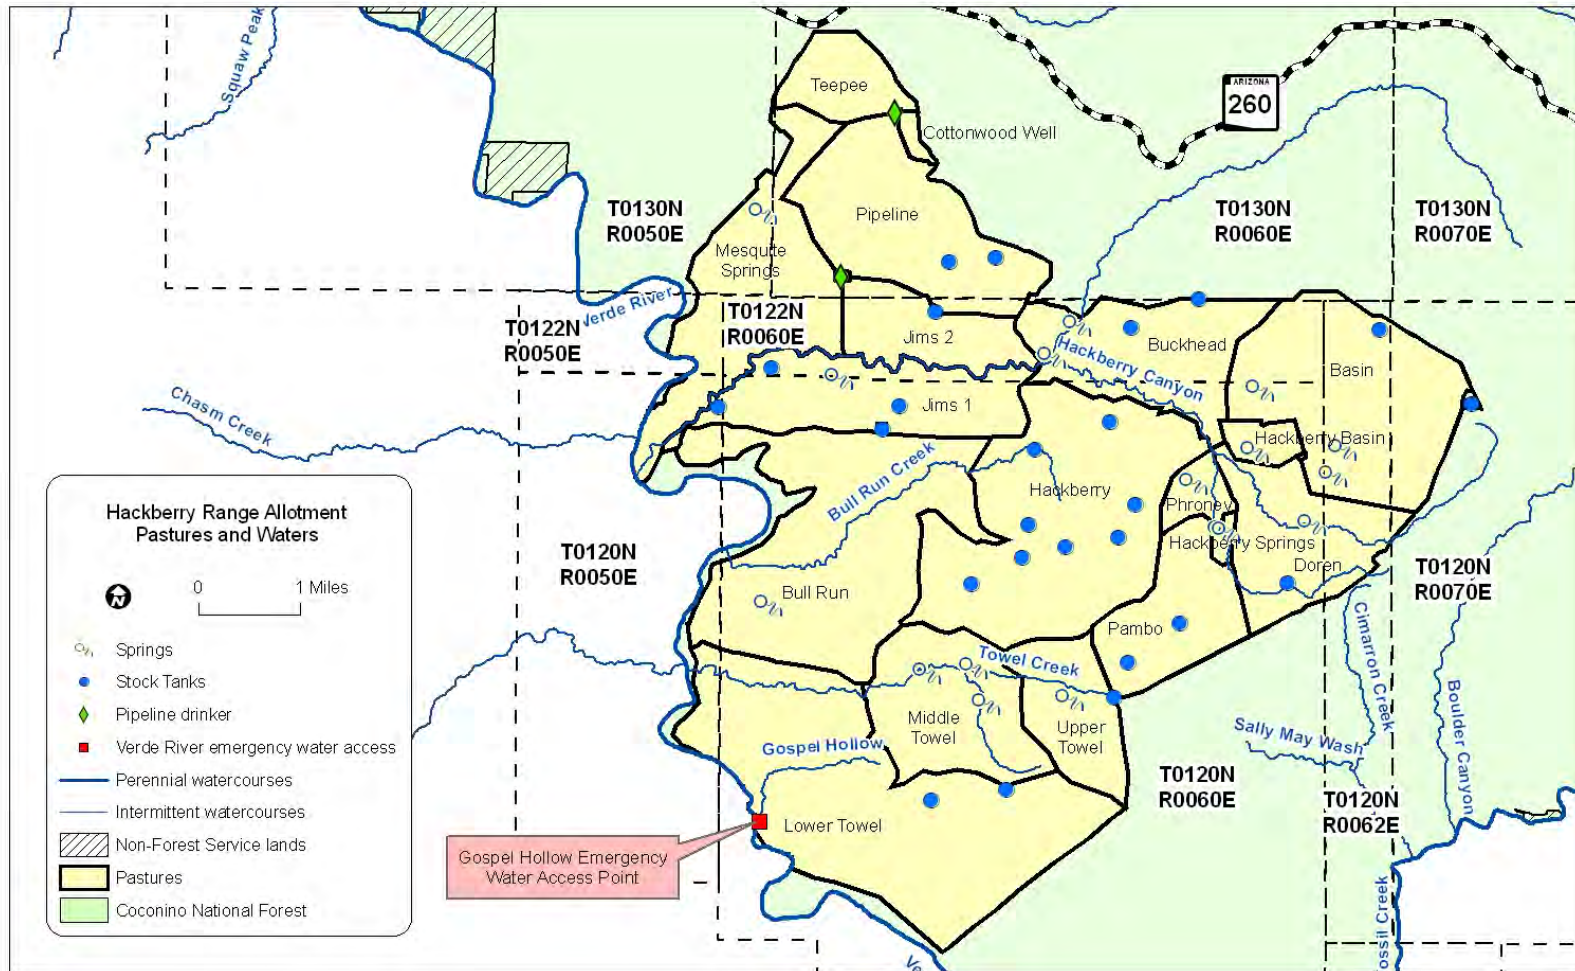 Squaw Peak
ARIZONA
260
Teepee
Cottonwood Well
T0130N
R0050E
Pipeline
T0130N
R0060E
T0130N
R0070E
Mesquite
Springs
Verde River
T0122N
R0050E
T0122N
R0060E
Jims 2
Buckhead
Hackberry Canyon
Basin
Chasm Creek
Jims 1
Hackberry Basin
Bull Run Creek
Hackberry
Phroney
Hackberry Springs
Doren
T0120N
R0050E
T0120N
R0070E
Bull Run
Pambo
Cimarron Creek
Boulder Canyon
Towel Creek
Middle
Towel
Upper
Towel
Sally May Wash
Gospel Hollow
T0120N
R0060E
T0120N
R0062E
Lower Towel
Gospel Hollow Emergency
Water Access Point
ossil Creek
Ve
Hackberry Range Allotment
Pastures and Waters
N
0 1 Miles
Springs
Stock Tanks
Pipeline drinker
Verde River emergency water access
Perennial watercourses
Intermittent watercourses
Non-Forest Service lands
Pastures
Coconino National Forest